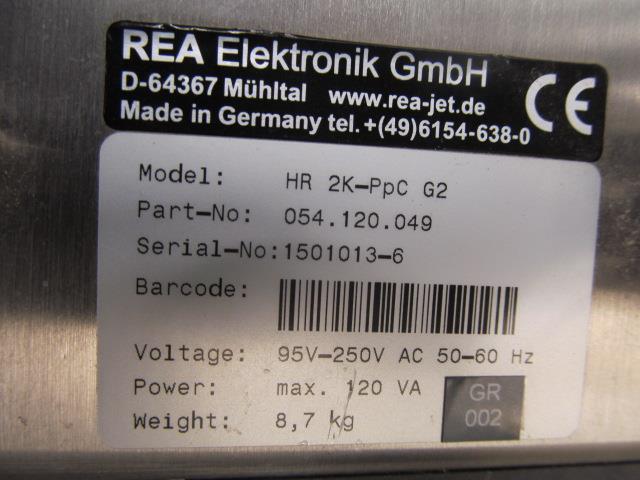 REA Elektronik GmbH
D-64367 Mühltal www.rea-jet.de
Made in Germany tel.+(49)6154-638-0
CE
Model: HR 2K-PpC G2
Part-No: 054.120.049
Serial-No:1501013-6
Barcode:
Voltage: 95V-250V AC 50-60 Hz
Power: max. 120 VA
Weight: 8,7 kg
GR
002